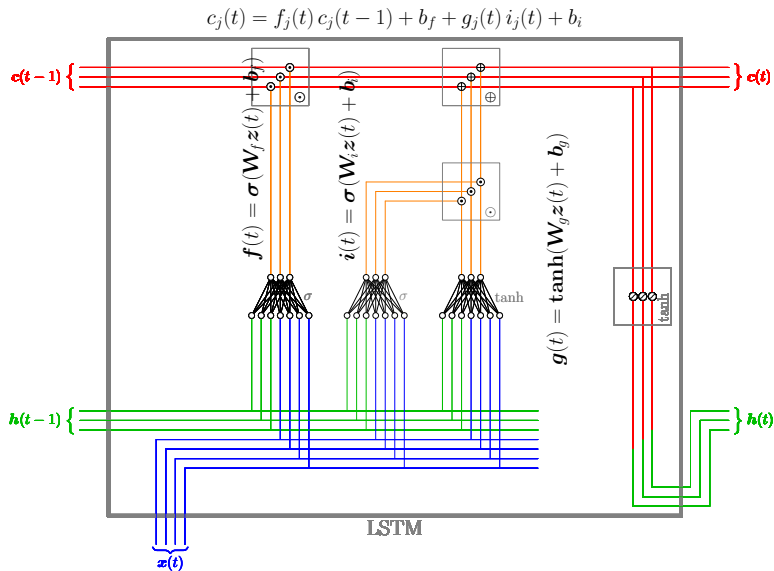 c_j(t) = f_j(t) c_j(t−1) + b_f + g_j(t) i_j(t) + b_i
c(t−1) {
} c(t)
f(t) = σ(W_f z(t) + b_f)
i(t) = σ(W_i z(t) + b_i)
g(t) = tanh(W_g z(t) + b_g)
σ
σ
tanh
tanh
h(t−1) {
} h(t)
LSTM
x(t)